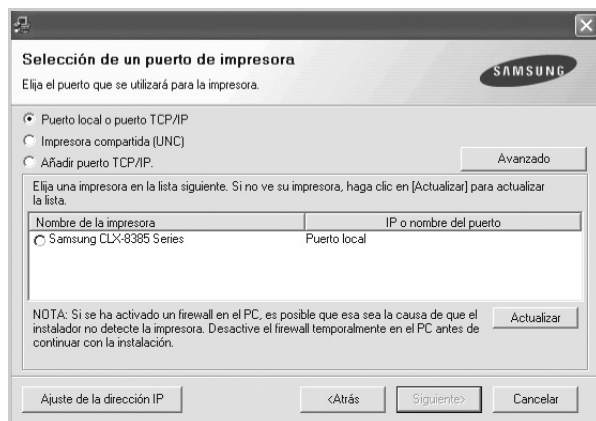 Selección de un puerto de impresora
Elija el puerto que se utilizará para la impresora.
SAMSUNG
Puerto local o puerto TCP/IP
Impresora compartida (UNC)
Añadir puerto TCP/IP.
Avanzado
Elija una impresora en la lista siguiente. Si no ve su impresora, haga clic en [Actualizar] para actualizar
la lista.
Nombre de la impresora IP o nombre del puerto
Samsung CLX-8385 Series Puerto local
NOTA: Si se ha activado un firewall en el PC, es posible que esa sea la causa de que el
instalador no detecte la impresora. Desactive el firewall temporalmente en el PC antes de
continuar con la instalación.
Actualizar
Ajuste de la dirección IP <Atrás Siguiente> Cancelar